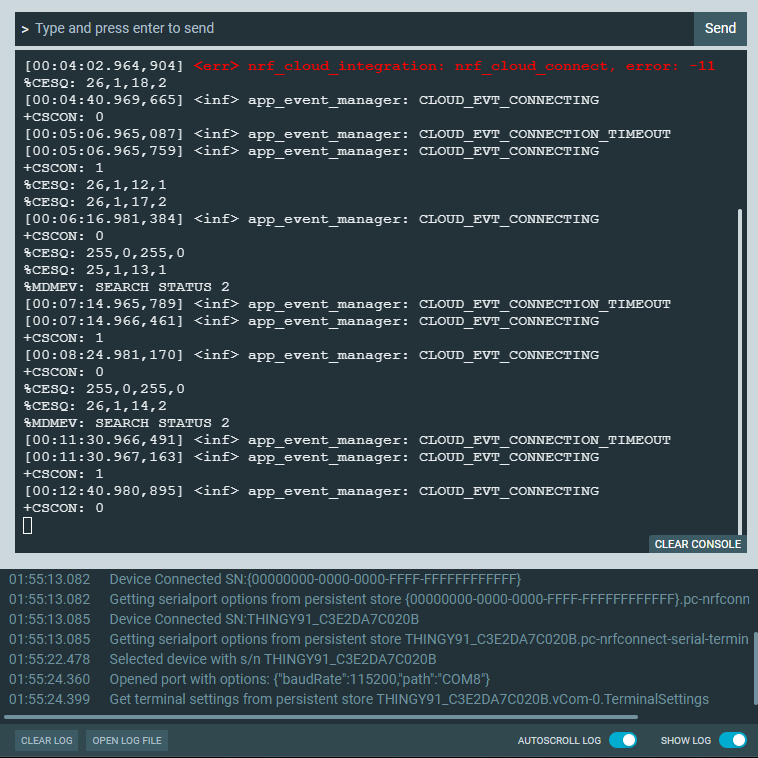 > Type and press enter to send
Send
[00:04:02.964,904] <err> nrf_cloud_integration: nrf_cloud_connect, error: -11
%CESQ: 26,1,18,2
[00:04:40.969,665] <inf> app_event_manager: CLOUD_EVT_CONNECTING
+CSCON: 0
[00:05:06.965,087] <inf> app_event_manager: CLOUD_EVT_CONNECTION_TIMEOUT
[00:05:06.965,759] <inf> app_event_manager: CLOUD_EVT_CONNECTING
+CSCON: 1
%CESQ: 26,1,12,1
%CESQ: 26,1,17,2
[00:06:16.981,384] <inf> app_event_manager: CLOUD_EVT_CONNECTING
+CSCON: 0
%CESQ: 255,0,255,0
%CESQ: 25,1,13,1
%MDMEV: SEARCH STATUS 2
[00:07:14.965,789] <inf> app_event_manager: CLOUD_EVT_CONNECTION_TIMEOUT
[00:07:14.966,461] <inf> app_event_manager: CLOUD_EVT_CONNECTING
+CSCON: 1
[00:08:24.981,170] <inf> app_event_manager: CLOUD_EVT_CONNECTING
+CSCON: 0
%CESQ: 255,0,255,0
%CESQ: 26,1,14,2
%MDMEV: SEARCH STATUS 2
[00:11:30.966,491] <inf> app_event_manager: CLOUD_EVT_CONNECTION_TIMEOUT
[00:11:30.967,163] <inf> app_event_manager: CLOUD_EVT_CONNECTING
+CSCON: 1
[00:12:40.980,895] <inf> app_event_manager: CLOUD_EVT_CONNECTING
+CSCON: 0
CLEAR CONSOLE
01:55:13.082 Device Connected SN:{00000000-0000-0000-FFFF-FFFFFFFFFFFF}
01:55:13.082 Getting serialport options from persistent store {00000000-0000-0000-FFFF-FFFFFFFFFFFF}.pc-nrfconn
01:55:13.085 Device Connected SN:THINGY91_C3E2DA7C020B
01:55:13.085 Getting serialport options from persistent store THINGY91_C3E2DA7C020B.pc-nrfconnect-serial-termin
01:55:22.478 Selected device with s/n THINGY91_C3E2DA7C020B
01:55:24.360 Opened port with options: {"baudRate":115200,"path":"COM8"}
01:55:24.399 Get terminal settings from persistent store THINGY91_C3E2DA7C020B.vCom-0.TerminalSettings
CLEAR LOG
OPEN LOG FILE
AUTOSCROLL LOG
SHOW LOG